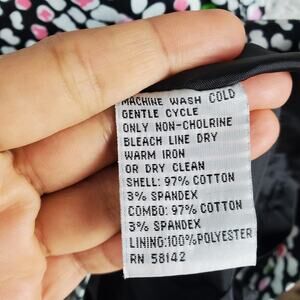 MACHINE WASH COLD
GENTLE CYCLE
ONLY NON-CHOLRINE
BLEACH LINE DRY
WARM IRON
OR DRY CLEAN
SHELL: 97% COTTON
3% SPANDEX
COMBO: 97% COTTON
3% SPANDEX
LINING:100%POLYESTER
RN 58142